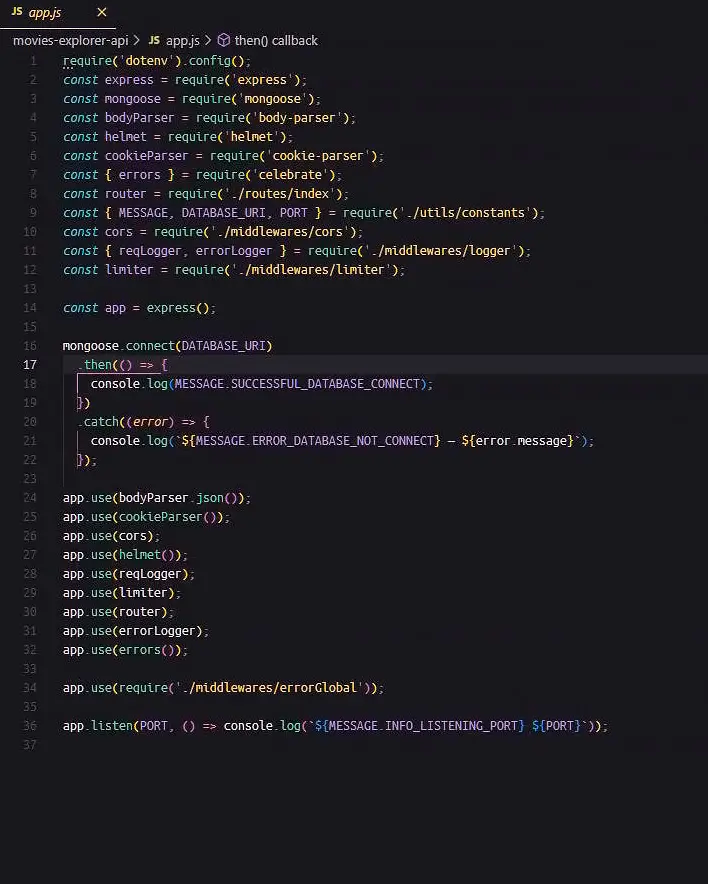 JS app.js ×
movies-explorer-api > JS app.js > then() callback
1 require('dotenv').config();
2 const express = require('express');
3 const mongoose = require('mongoose');
4 const bodyParser = require('body-parser');
5 const helmet = require('helmet');
6 const cookieParser = require('cookie-parser');
7 const { errors } = require('celebrate');
8 const router = require('./routes/index');
9 const { MESSAGE, DATABASE_URI, PORT } = require('./utils/constants');
10 const cors = require('./middlewares/cors');
11 const { reqLogger, errorLogger } = require('./middlewares/logger');
12 const limiter = require('./middlewares/limiter');
13
14 const app = express();
15
16 mongoose.connect(DATABASE_URI)
17   .then(() => {
18     console.log(MESSAGE.SUCCESSFUL_DATABASE_CONNECT);
19   })
20   .catch((error) => {
21     console.log(`${MESSAGE.ERROR_DATABASE_NOT_CONNECT} — ${error.message}`);
22   });
23
24 app.use(bodyParser.json());
25 app.use(cookieParser());
26 app.use(cors);
27 app.use(helmet());
28 app.use(reqLogger);
29 app.use(limiter);
30 app.use(router);
31 app.use(errorLogger);
32 app.use(errors());
33
34 app.use(require('./middlewares/errorGlobal'));
35
36 app.listen(PORT, () => console.log(`${MESSAGE.INFO_LISTENING_PORT} ${PORT}`));
37